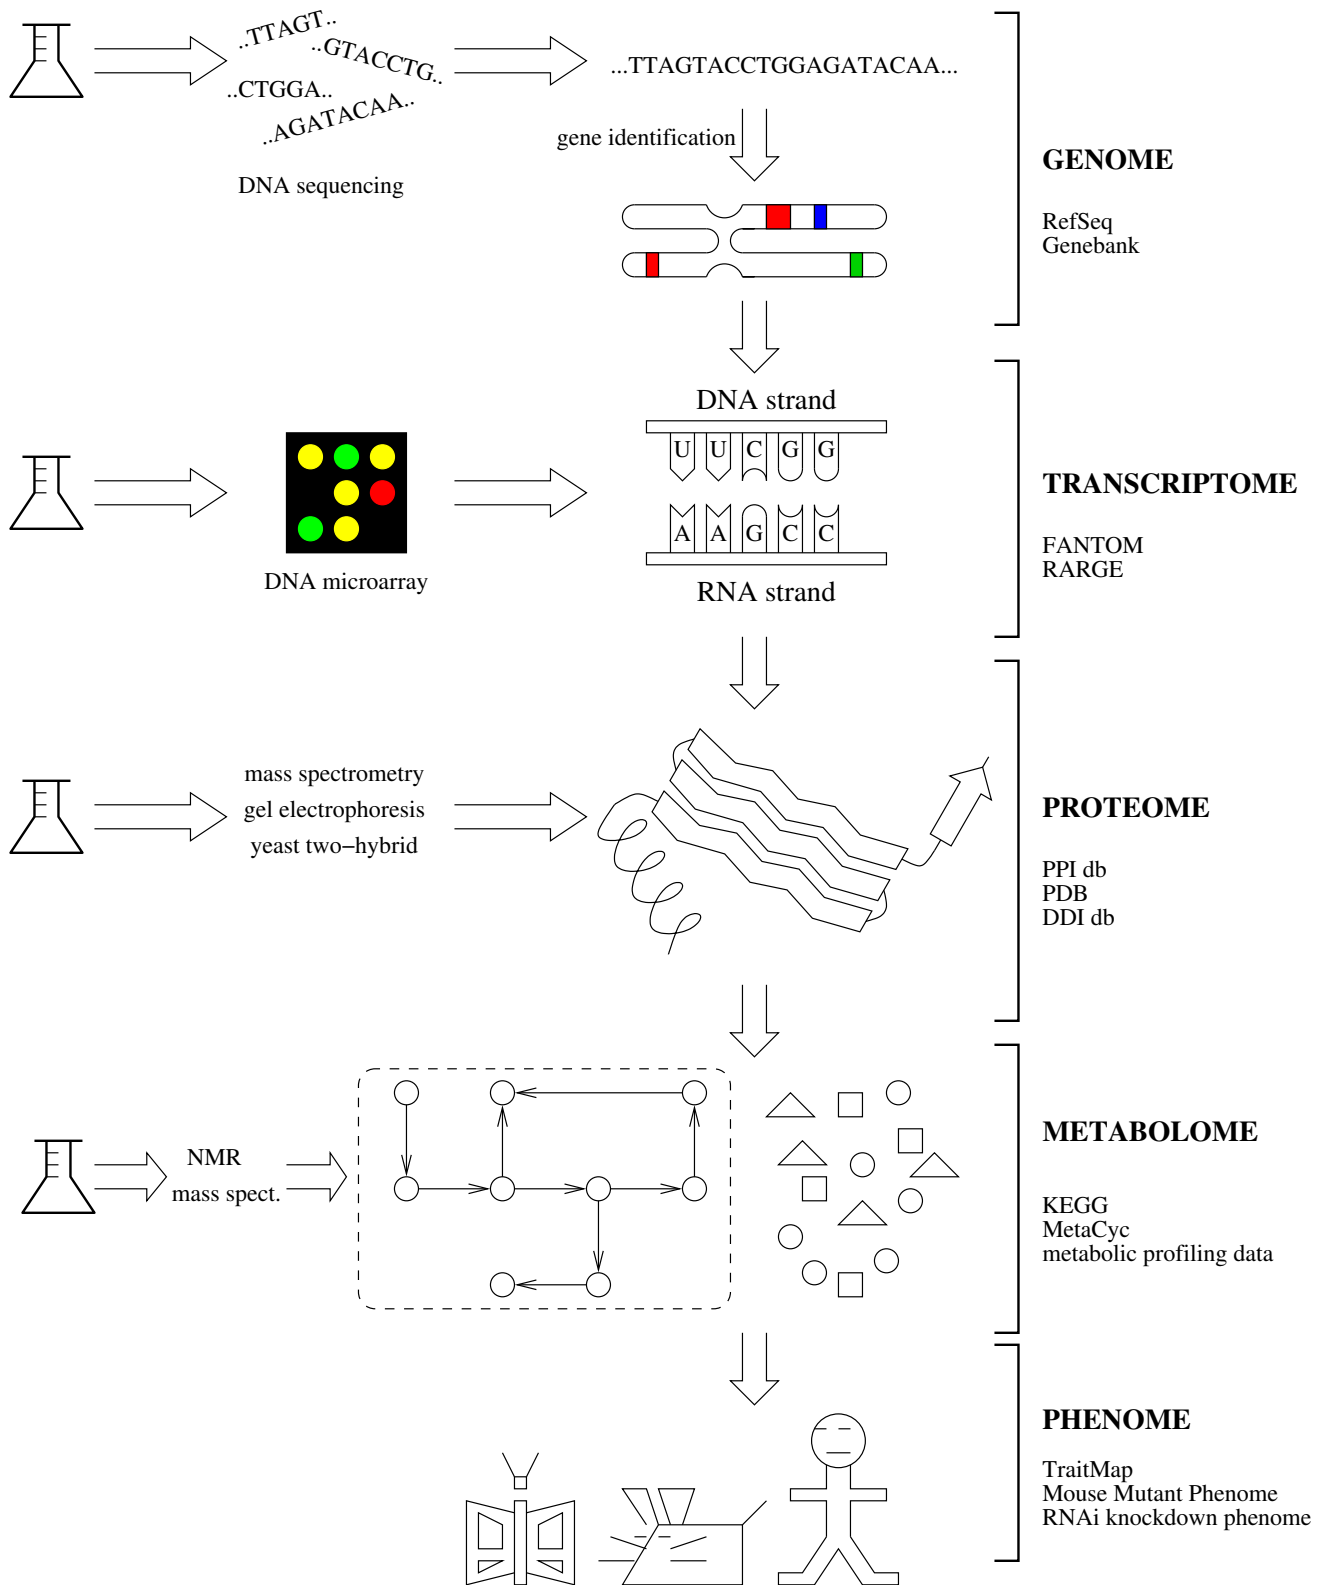 ..TTAGT..
..GTACCTG..
..CTGGA..
..AGATACAA..
DNA sequencing
...TTAGTACCTGGAGATACAA...
gene identification
GENOME
RefSeq
Genebank
DNA microarray
DNA strand
U U C G G
A A G C C
RNA strand
TRANSCRIPTOME
FANTOM
RARGE
mass spectrometry
gel electrophoresis
yeast two-hybrid
PROTEOME
PPI db
PDB
DDI db
NMR
mass spect.
METABOLOME
KEGG
MetaCyc
metabolic profiling data
PHENOME
TraitMap
Mouse Mutant Phenome
RNAi knockdown phenome